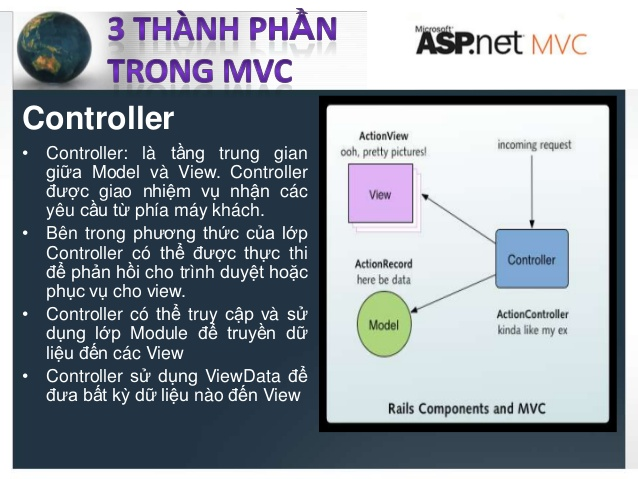 3 THÀNH PHẦN
TRONG MVC
Microsoft
ASP.net MVC
Controller
• Controller: là tầng trung gian
giữa Model và View. Controller
được giao nhiệm vụ nhận các
yêu cầu từ phía máy khách.
• Bên trong phương thức của lớp
Controller có thể được thực thi
để phản hồi cho trình duyệt hoặc
phục vụ cho view.
• Controller có thể truy cập và sử
dụng lớp Module để truyền dữ
liệu đến các View
• Controller sử dụng ViewData để
đưa bất kỳ dữ liệu nào đến View
ActionView
ooh, pretty pictures!
View
incoming request
Controller
ActionRecord
here be data
Model
ActionController
kinda like my ex
Rails Components and MVC